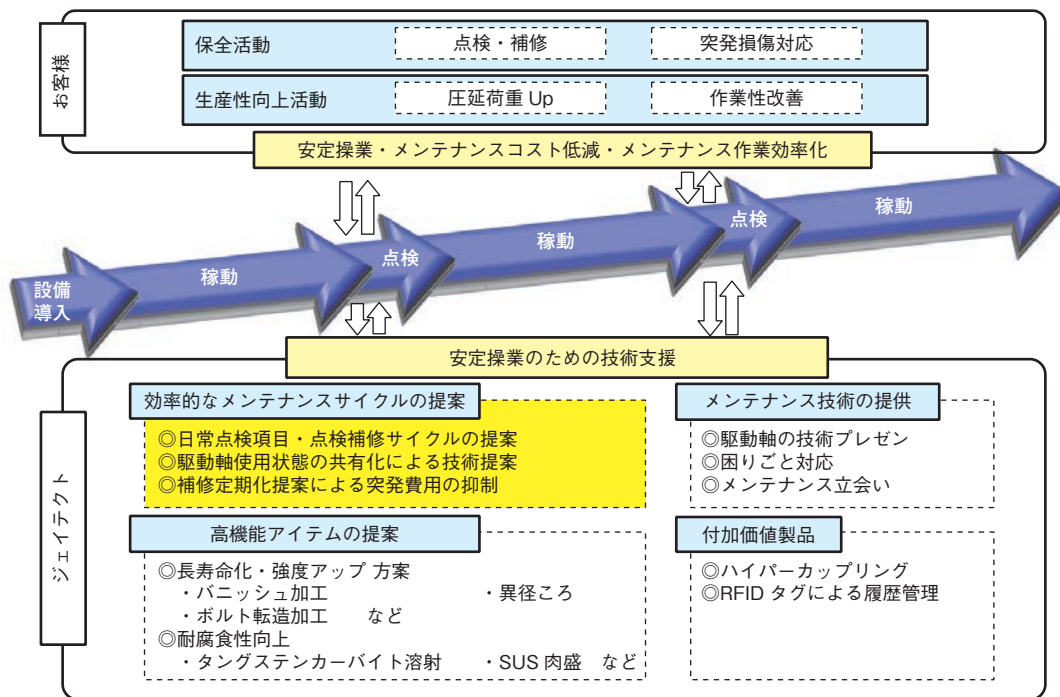 お客様
保全活動
点検・補修
突発損傷対応
生産性向上活動
圧延荷重 Up
作業性改善
安定操業・メンテナンスコスト低減・メンテナンス作業効率化
設備
導入
稼動
点検
稼動
点検
稼動
安定操業のための技術支援
ジェイテクト
効率的なメンテナンスサイクルの提案
◎日常点検項目・点検補修サイクルの提案
◎駆動軸使用状態の共有化による技術提案
◎補修定期化提案による突発費用の抑制
メンテナンス技術の提供
◎駆動軸の技術プレゼン
◎困りごと対応
◎メンテナンス立会い
高機能アイテムの提案
◎長寿命化・強度アップ 方案
・バニッシュ加工 ・異径ころ
・ボルト転造加工 など
◎耐腐食性向上
・タングステンカーバイト溶射 ・SUS 肉盛 など
付加価値製品
◎ハイパーカップリング
◎RFID タグによる履歴管理